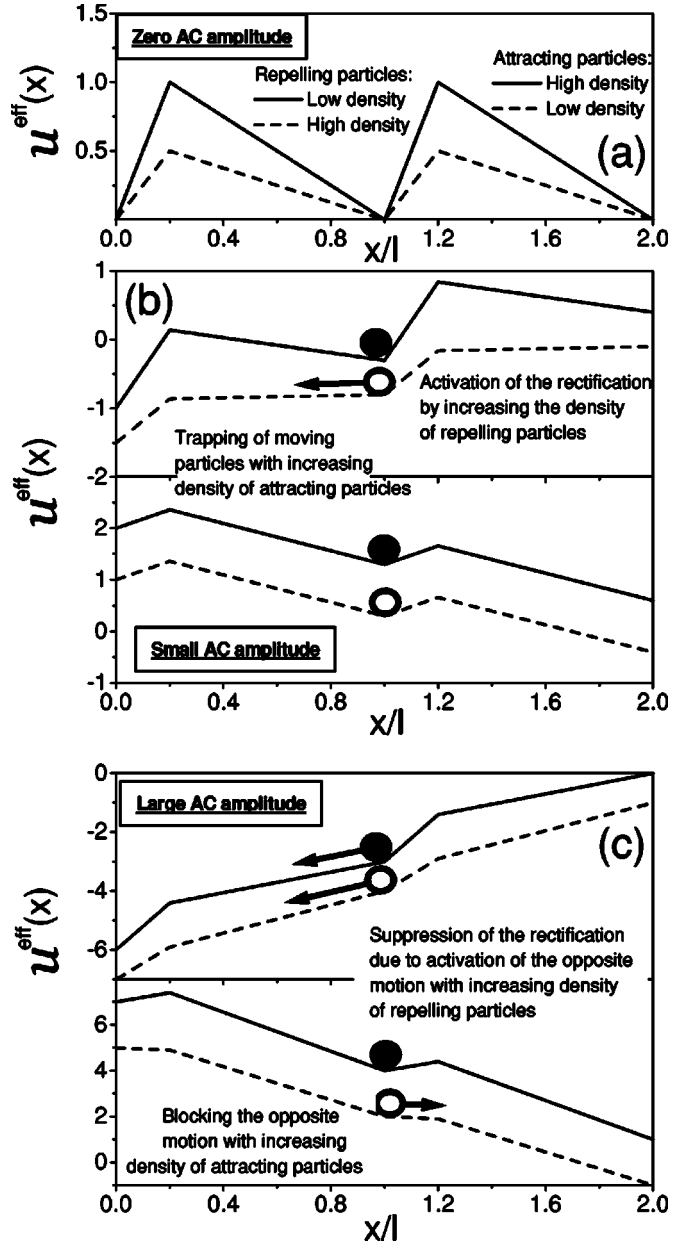 1.5
Zero AC amplitude
Repelling particles:
Low density
High density
Attracting particles:
High density
Low density
1.0
0.5
(a)
u^eff(x)
0.0 0.4 0.8 1.2 1.6 2.0
x/l
1
(b)
0
-1
-2
Activation of the rectification
by increasing the density
of repelling particles
Trapping of moving
particles with increasing
density of attracting particles
u^eff(x)
2
1
0
-1
Small AC amplitude
0.0 0.4 0.8 1.2 1.6 2.0
x/l
0
Large AC amplitude
-2
(c)
-4
-6
u^eff(x)
Suppression of the rectification
due to activation of the opposite
motion with increasing density
of repelling particles
6
4
2
0
Blocking the opposite
motion with increasing
density of attracting particles
0.0 0.4 0.8 1.2 1.6 2.0
x/l